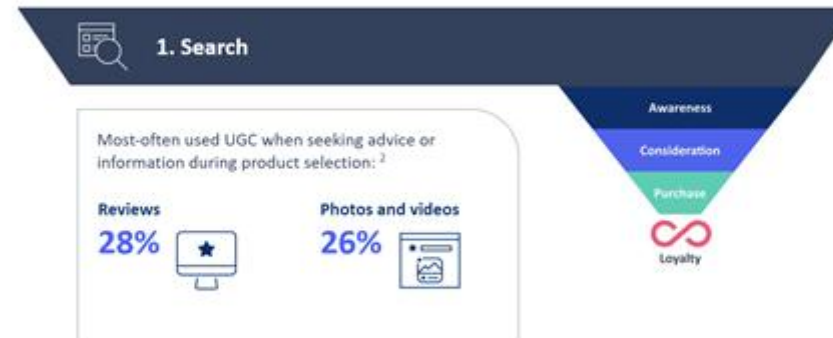 1. Search
Most-often used UGC when seeking advice or
information during product selection: 2
Reviews
28%
Photos and videos
26%
Awareness
Consideration
Purchase
Loyalty